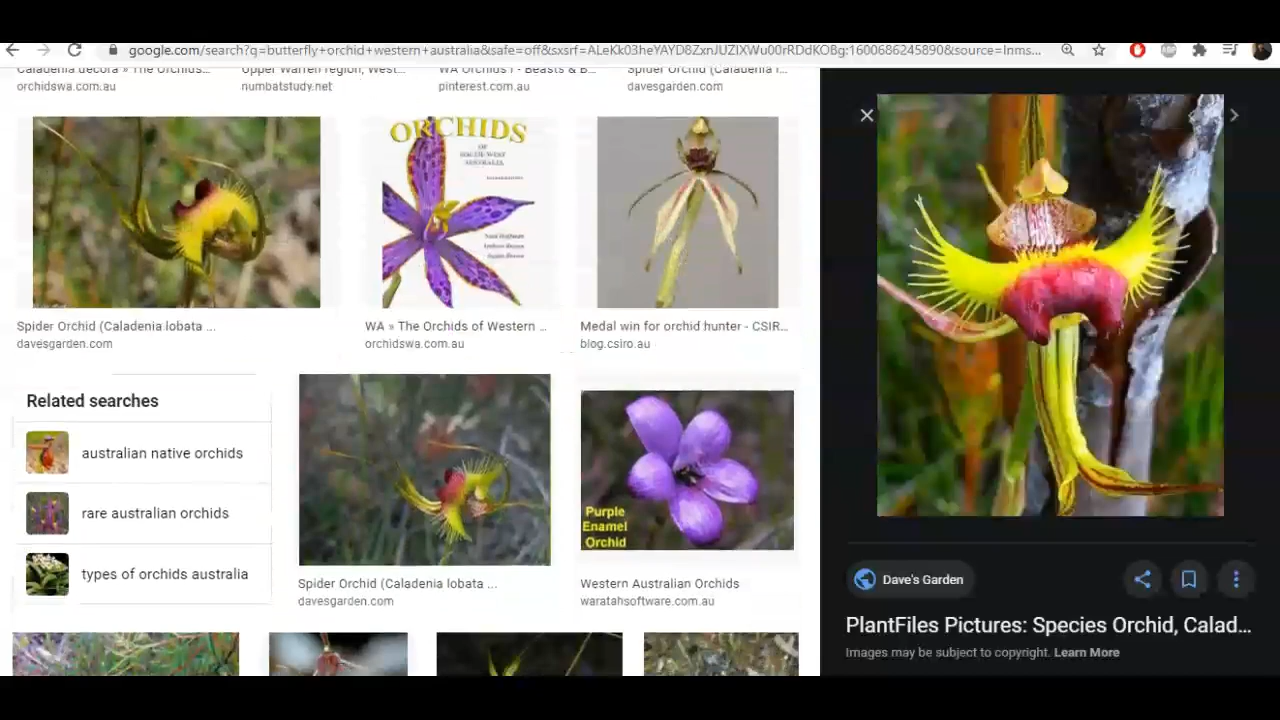 google.com/search?q=butterfly+orchid+western+australia&safe=off&sxsrf=ALeKk03heYAYD8ZxnJUZIXWu00rRDdKOBg:1600686245890&source=lnms...
Caladenia decora » The Orchids...
orchidswa.com.au
Upper Warren region, West...
numbatstudy.net
WA Orchids I - Beasts & B...
pinterest.com.au
Spider Orchid (Caladenia l...
davesgarden.com
ORCHIDS
OF
SOUTH-WEST
AUSTRALIA
Spider Orchid (Caladenia lobata ...
davesgarden.com
WA » The Orchids of Western ...
orchidswa.com.au
Medal win for orchid hunter - CSIR...
blog.csiro.au
Related searches
australian native orchids
rare australian orchids
types of orchids australia
Spider Orchid (Caladenia lobata ...
davesgarden.com
Purple
Enamel
Orchid
Western Australian Orchids
waratahsoftware.com.au
Dave's Garden
PlantFiles Pictures: Species Orchid, Calad...
Images may be subject to copyright. Learn More